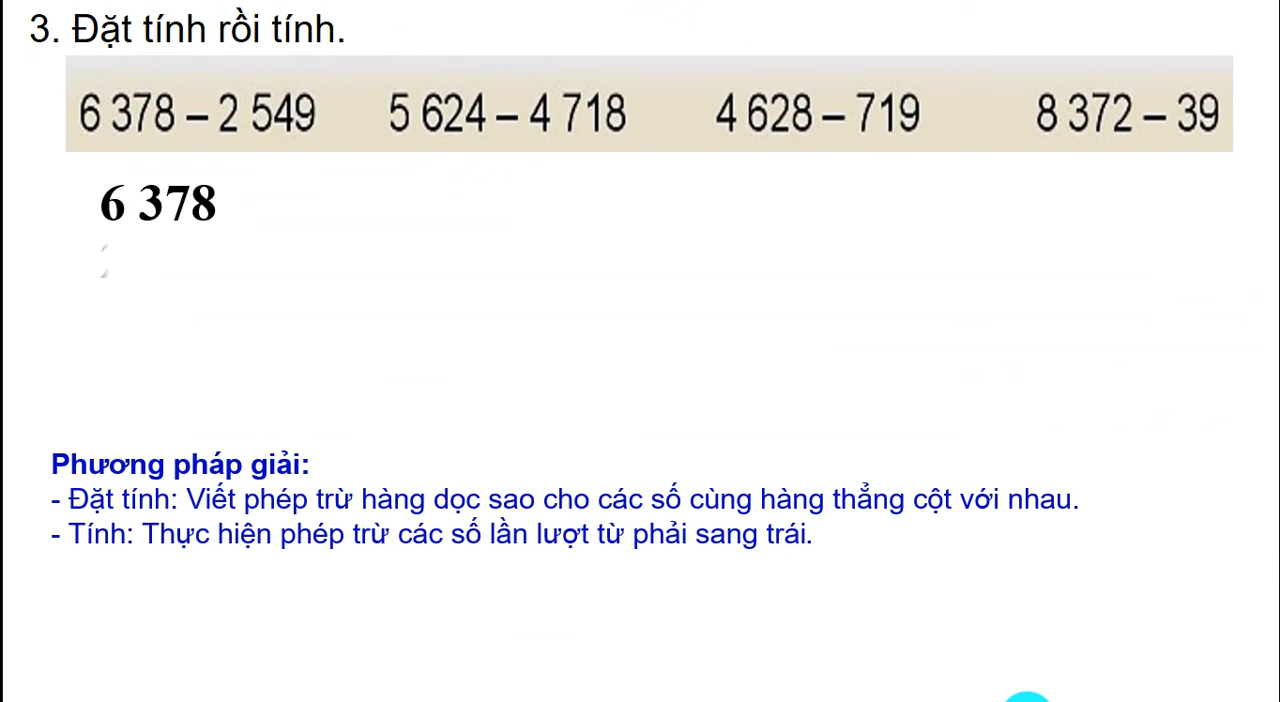 3. Đặt tính rồi tính.
6 378 – 2 549 5 624 – 4 718 4 628 – 719 8 372 – 39
6 378
Phương pháp giải:
- Đặt tính: Viết phép trừ hàng dọc sao cho các số cùng hàng thẳng cột với nhau.
- Tính: Thực hiện phép trừ các số lần lượt từ phải sang trái.